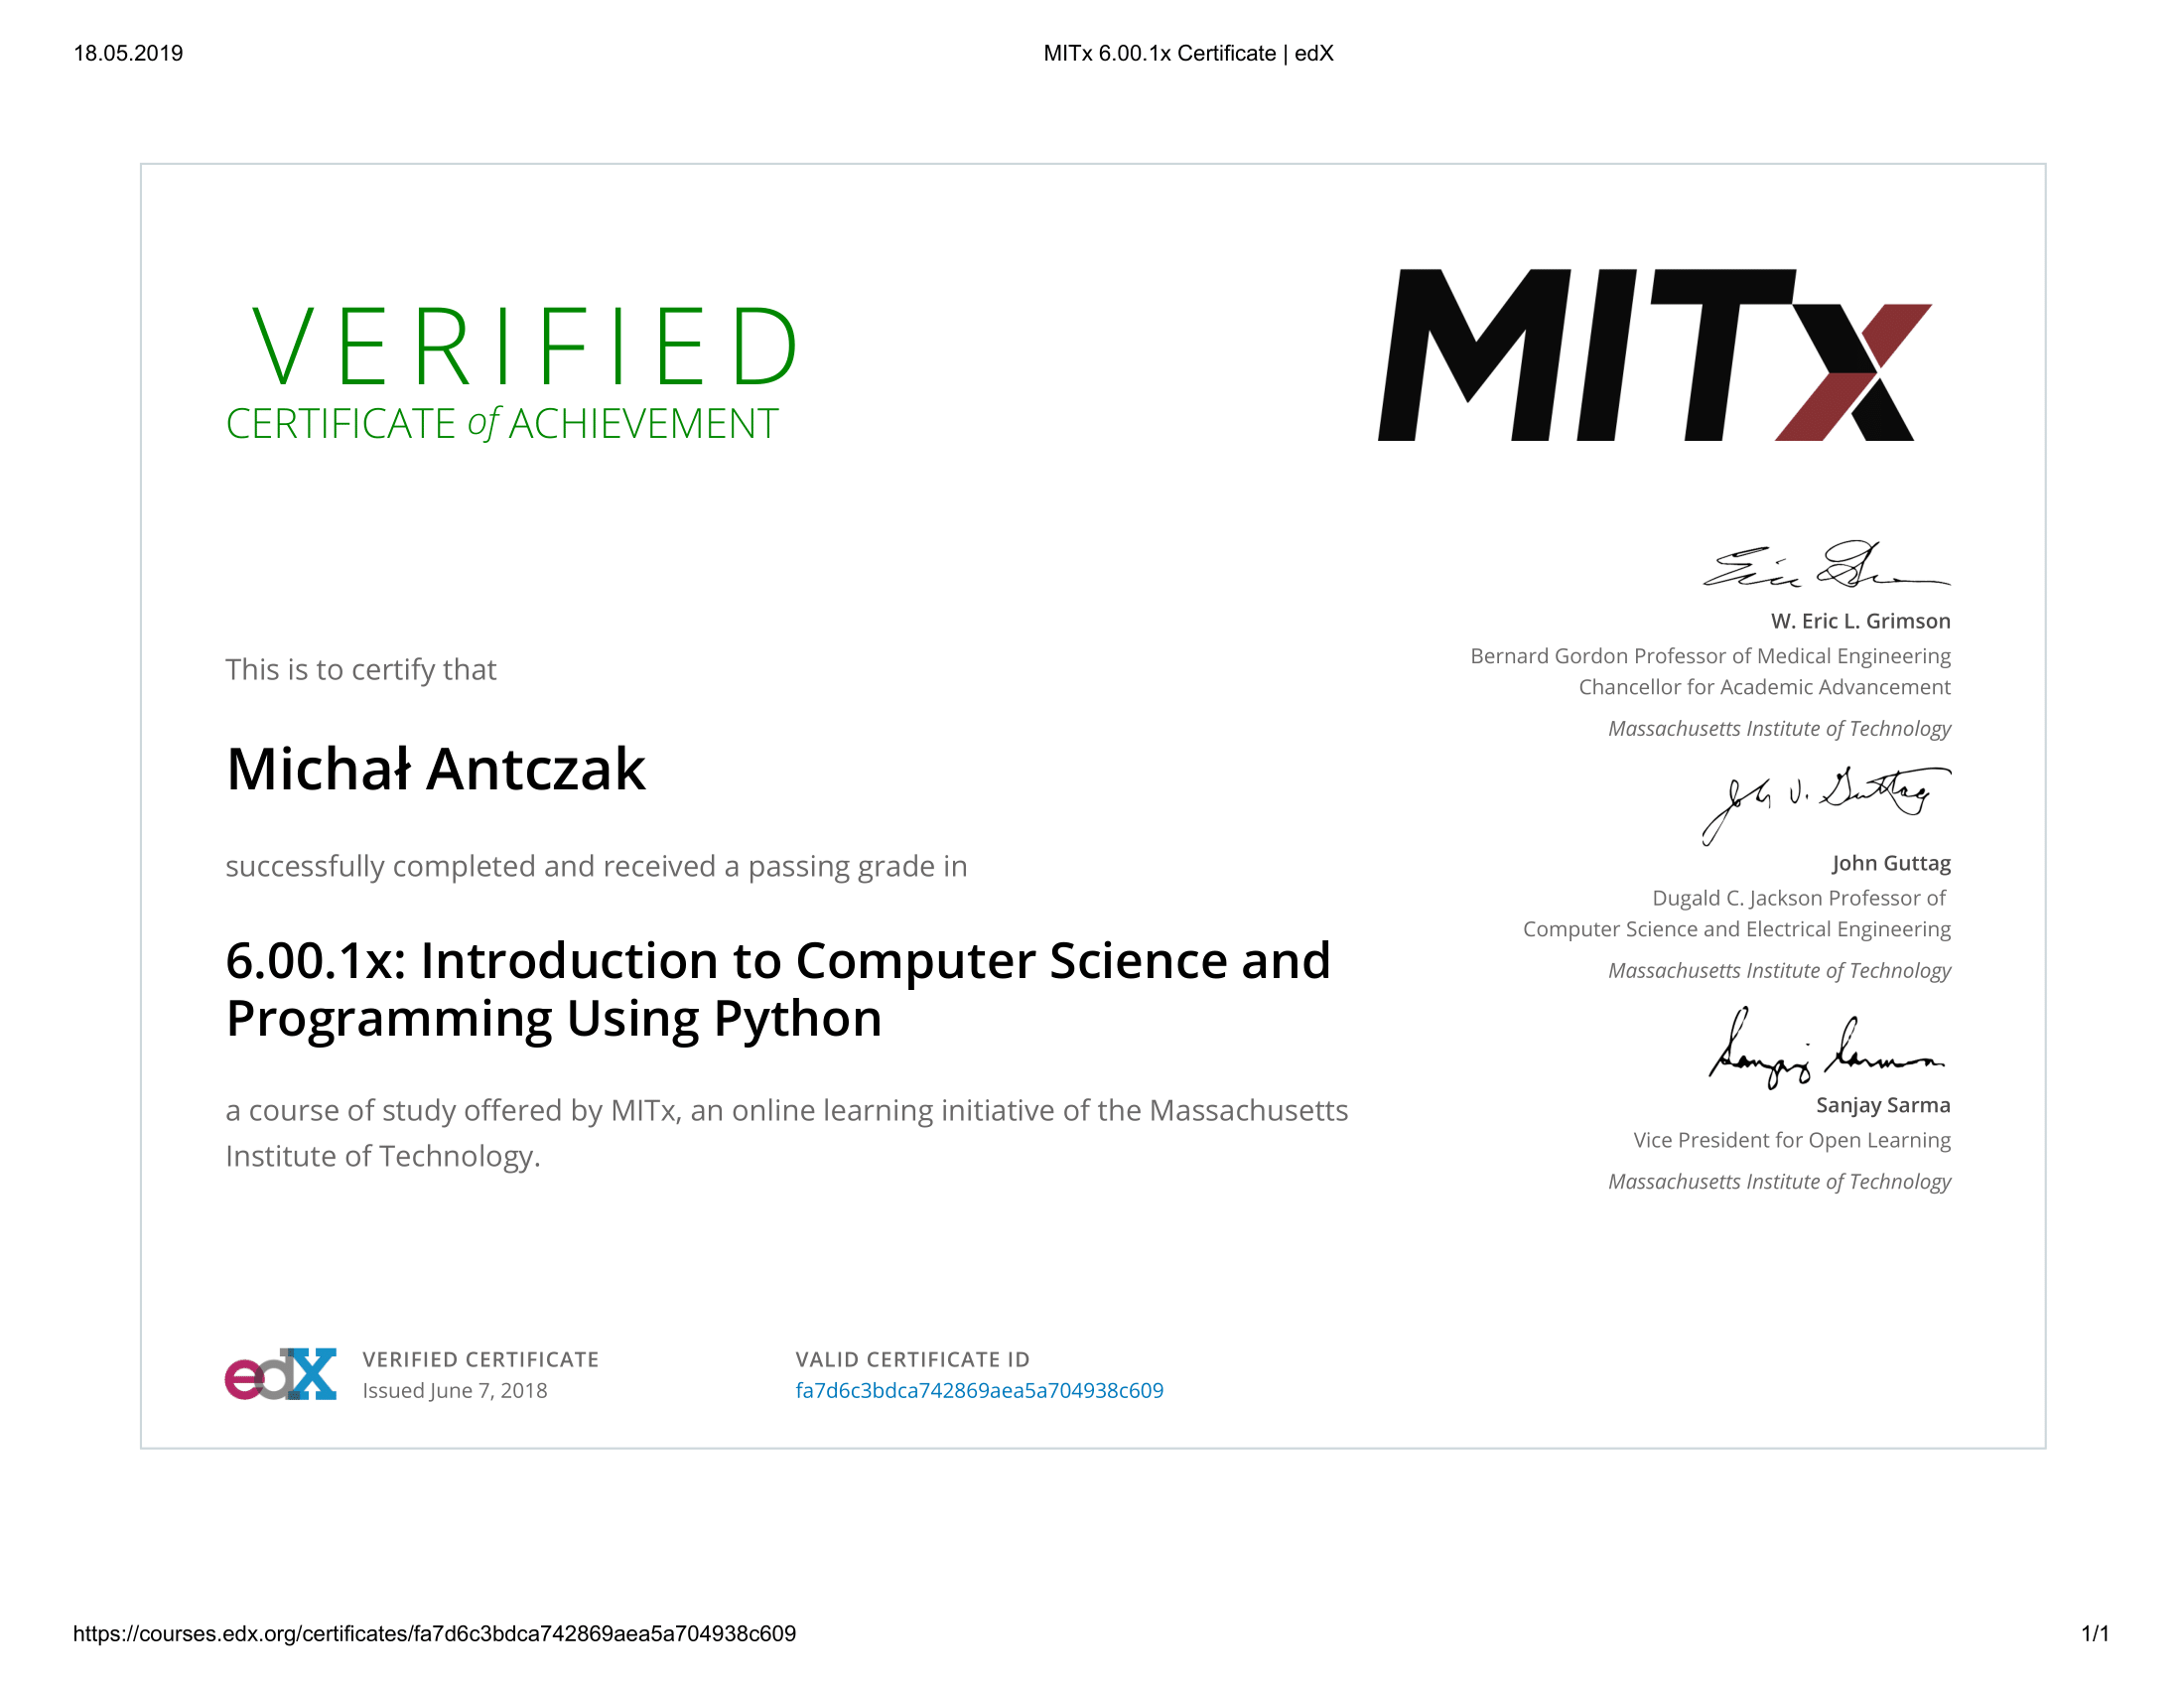 18.05.2019
MITx 6.00.1x Certificate | edX
VERIFIED
CERTIFICATE of ACHIEVEMENT
MITx
This is to certify that
Michał Antczak
successfully completed and received a passing grade in
6.00.1x: Introduction to Computer Science and
Programming Using Python
a course of study offered by MITx, an online learning initiative of the Massachusetts
Institute of Technology.
W. Eric L. Grimson
Bernard Gordon Professor of Medical Engineering
Chancellor for Academic Advancement
Massachusetts Institute of Technology
John V. Guttag
John Guttag
Dugald C. Jackson Professor of
Computer Science and Electrical Engineering
Massachusetts Institute of Technology
Sanjay Sarma
Vice President for Open Learning
Massachusetts Institute of Technology
edX
VERIFIED CERTIFICATE
Issued June 7, 2018
VALID CERTIFICATE ID
fa7d6c3bdca742869aea5a704938c609
https://courses.edx.org/certificates/fa7d6c3bdca742869aea5a704938c609
1/1